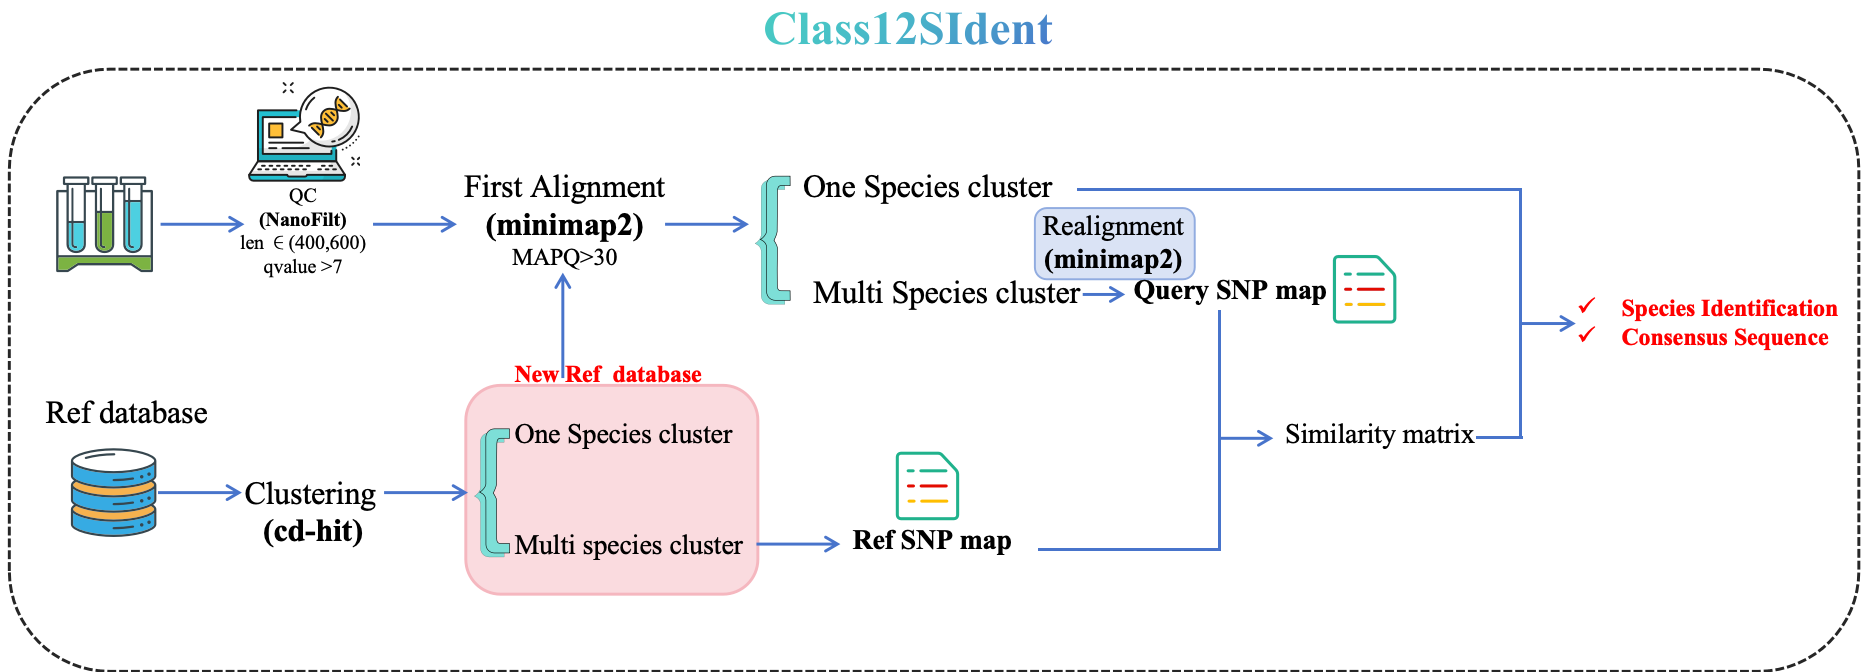 Class12SIdent
QC
(NanoFilt)
len ∈(400,600)
qvalue >7
First Alignment
(minimap2)
MAPQ>30
One Species cluster
Realignment
(minimap2)
Multi Species cluster
Query SNP map
Species Identification
Consensus Sequence
New Ref database
Ref database
One Species cluster
Similarity matrix
Clustering
(cd-hit)
Multi species cluster
Ref SNP map